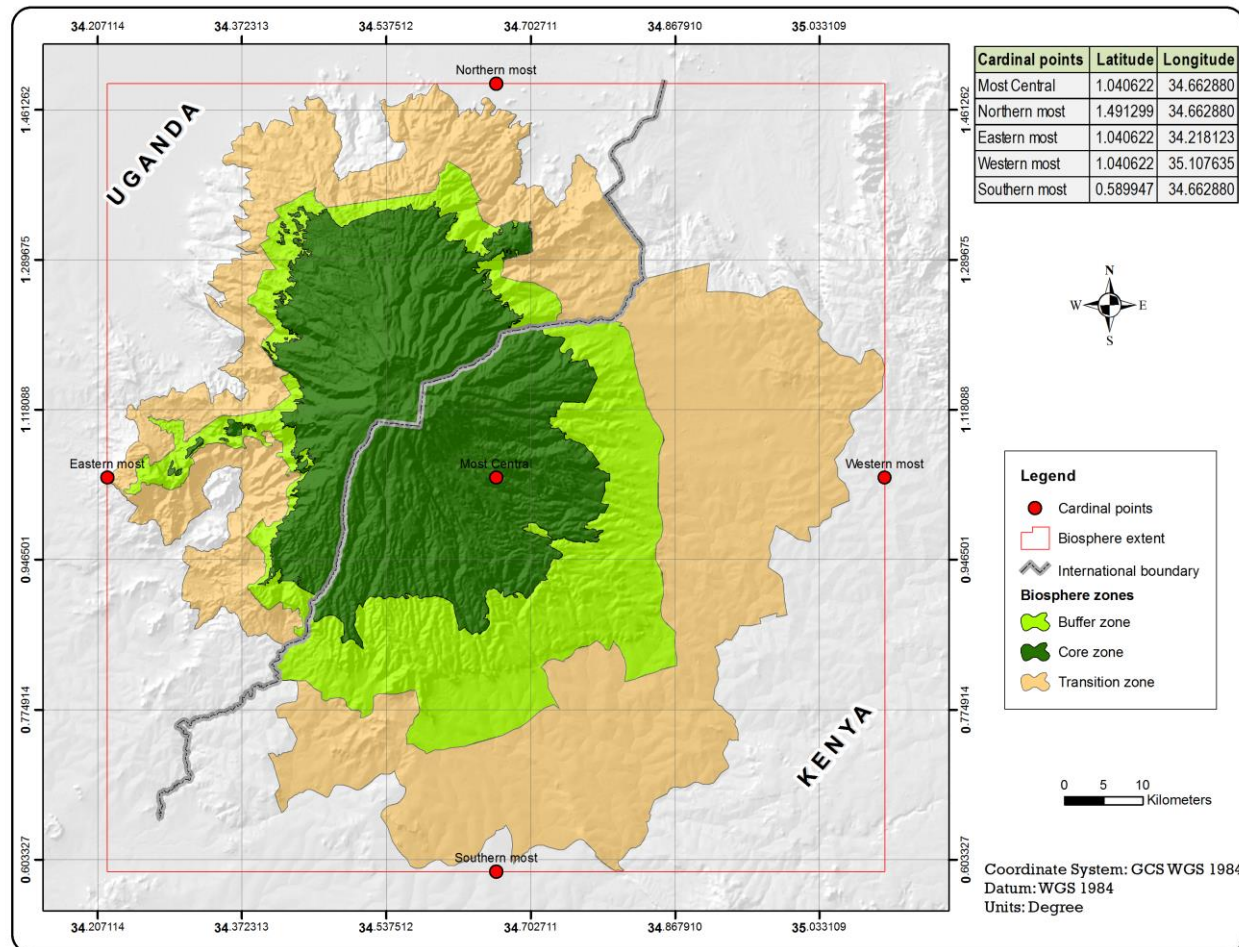 34.207114 34.372313 34.537512 34.702711 34.867910 35.033109
Cardinal points Latitude Longitude
Most Central 1.040622 34.662880
Northern most 1.491299 34.662880
Eastern most 1.040622 34.218123
Western most 1.040622 35.107635
Southern most 0.589947 34.662880
Northern most
1.461262 1.461262
UGANDA
1.289675 1.289675
N
W E
S
1.118088 1.118088
Eastern most Most Central Western most
Legend
Cardinal points
Biosphere extent
International boundary
Biosphere zones
Buffer zone
Core zone
Transition zone
0.946501 0.946501
0.774914 0.774914
KENYA
0 5 10
Kilometers
Southern most
0.603327 0.603327
Coordinate System: GCS WGS 1984
Datum: WGS 1984
Units: Degree
34.207114 34.372313 34.537512 34.702711 34.867910 35.033109